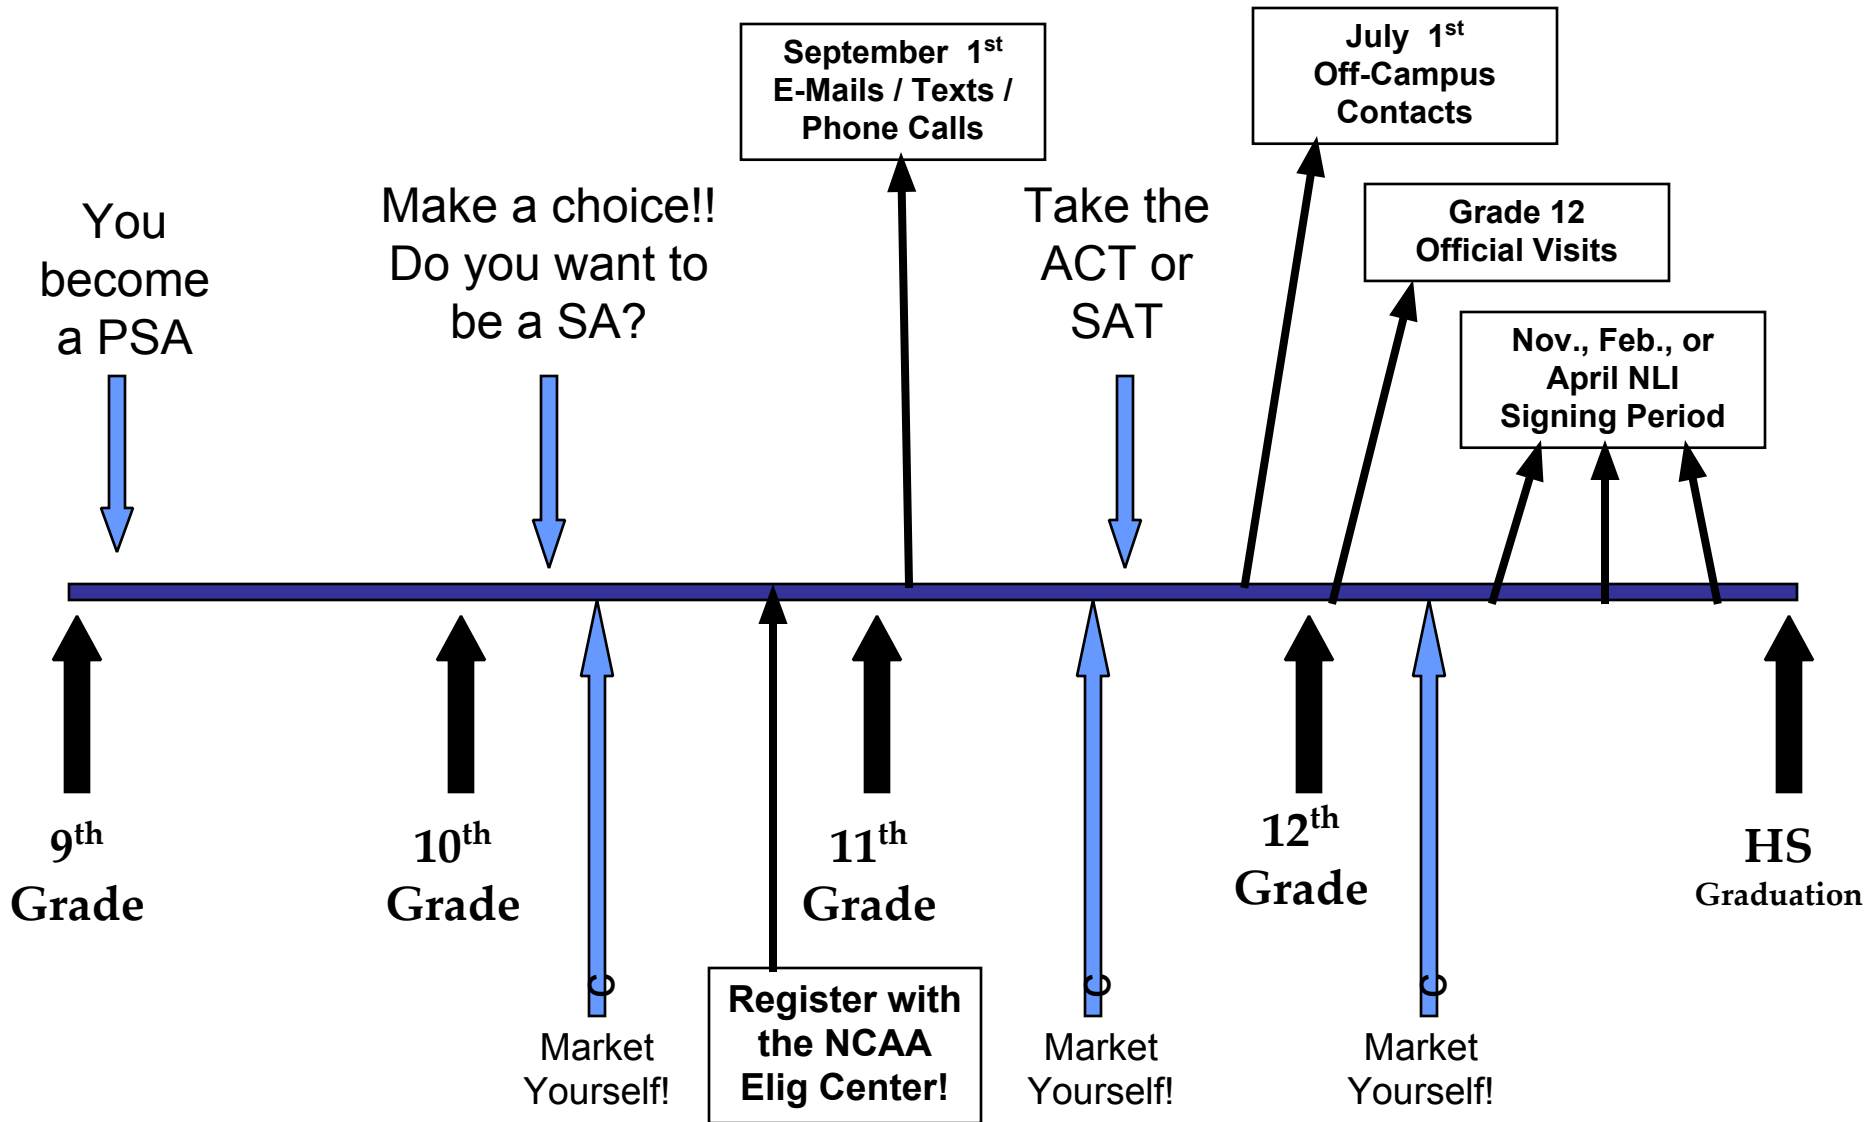 September 1st
E-Mails / Texts /
Phone Calls
July 1st
Off-Campus
Contacts
You
become
a PSA
Make a choice!!
Do you want to
be a SA?
Take the
ACT or
SAT
Grade 12
Official Visits
Nov., Feb., or
April NLI
Signing Period
9th
Grade
10th
Grade
11th
Grade
12th
Grade
HS
Graduation
C
Market
Yourself!
Register with
the NCAA
Elig Center!
C
Market
Yourself!
C
Market
Yourself!